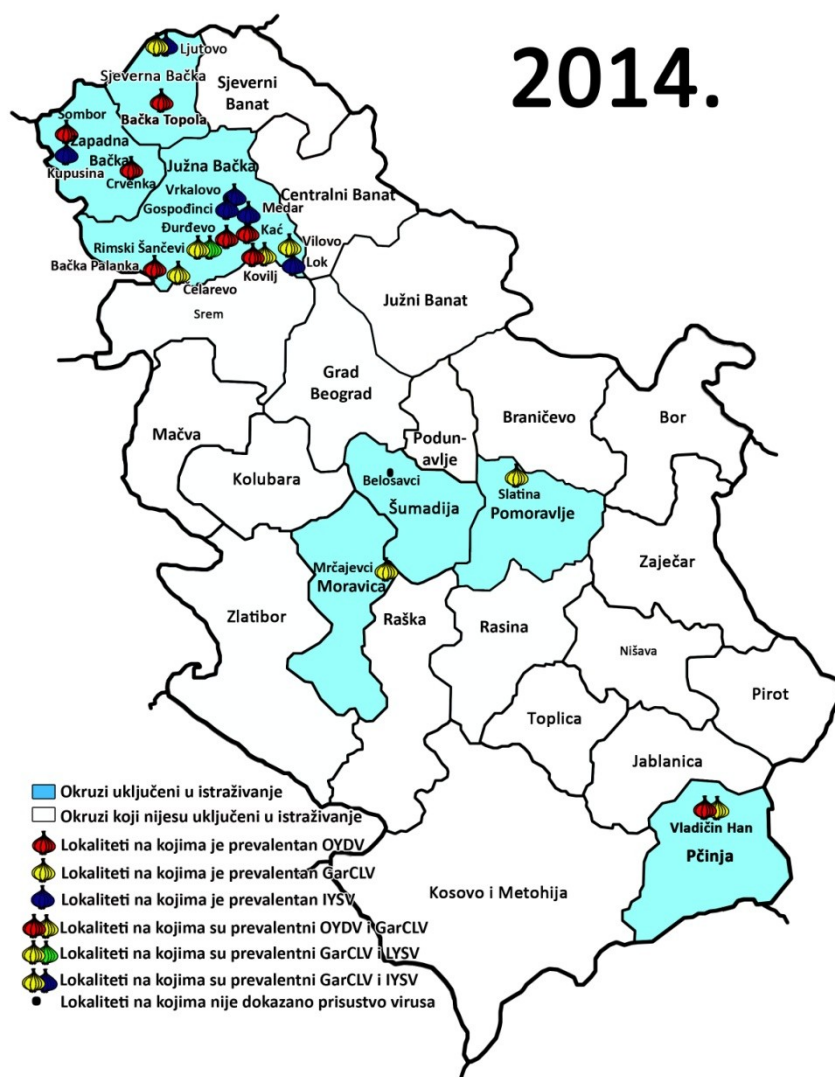 2014.
Ljutovo
Sjeverna Bačka
Bačka Topola
Sjeverni
Banat
Sombor
Zapadna
Bačka
Kupusina
Crvenka
Južna Bačka
Vrkalovo
Gospođinci
Medar
Đurđevo
Kać
Rimski Šančevi
Vilovo
Bačka Palanka
Kovilj
Lok
Čelarevo
Centralni Banat
Srem
Južni Banat
Grad
Beograd
Mačva
Kolubara
Podun-
avlje
Braničevo
Bor
Belosavci
Šumadija
Slatina
Pomoravlje
Mrčajevci
Moravica
Zaječar
Zlatibor
Raška
Rasina
Nišava
Pirot
Toplica
Jablanica
Vladičin Han
Pčinja
Kosovo i Metohija
Okruzi uključeni u istraživanje
Okruzi koji nijesu uključeni u istraživanje
Lokaliteti na kojima je prevalentan OYDV
Lokaliteti na kojima je prevalentan GarCLV
Lokaliteti na kojima je prevalentan IYSV
Lokaliteti na kojima su prevalentni OYDV i GarCLV
Lokaliteti na kojima su prevalentni GarCLV i LYSV
Lokaliteti na kojima su prevalentni GarCLV i IYSV
Lokaliteti na kojima nije dokazano prisustvo virusa